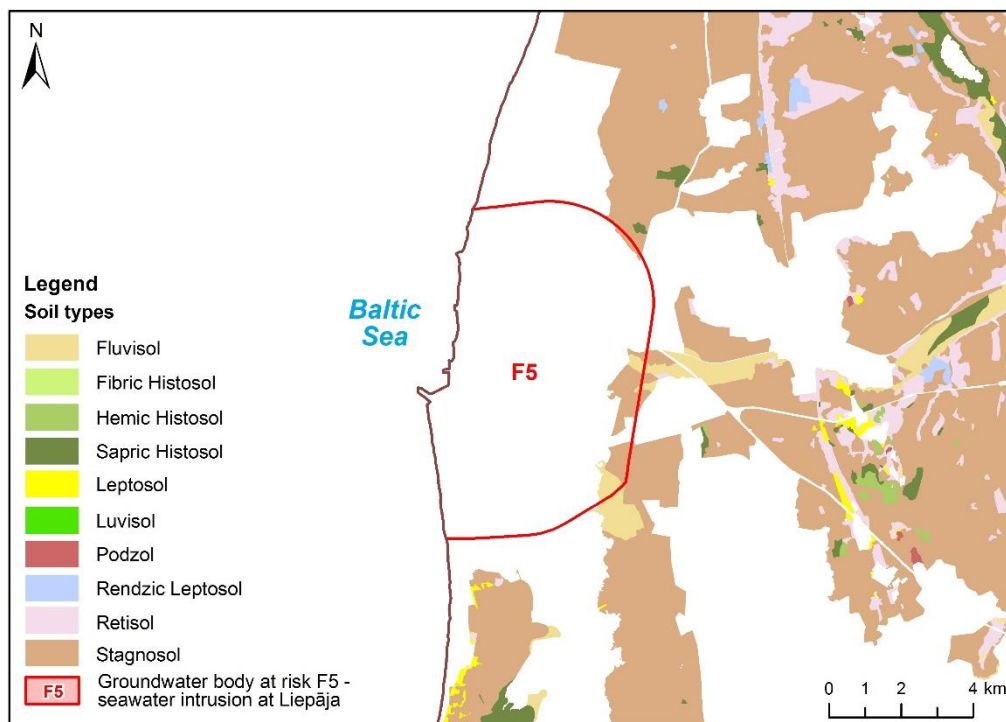 N
Baltic
Sea
F5
Legend
Soil types
Fluvisol
Fibric Histosol
Hemic Histosol
Sapric Histosol
Leptosol
Luvisol
Podzol
Rendzic Leptosol
Retisol
Stagnosol
F5 Groundwater body at risk F5 -
seawater intrusion at Liepāja
0 1 2 4 km